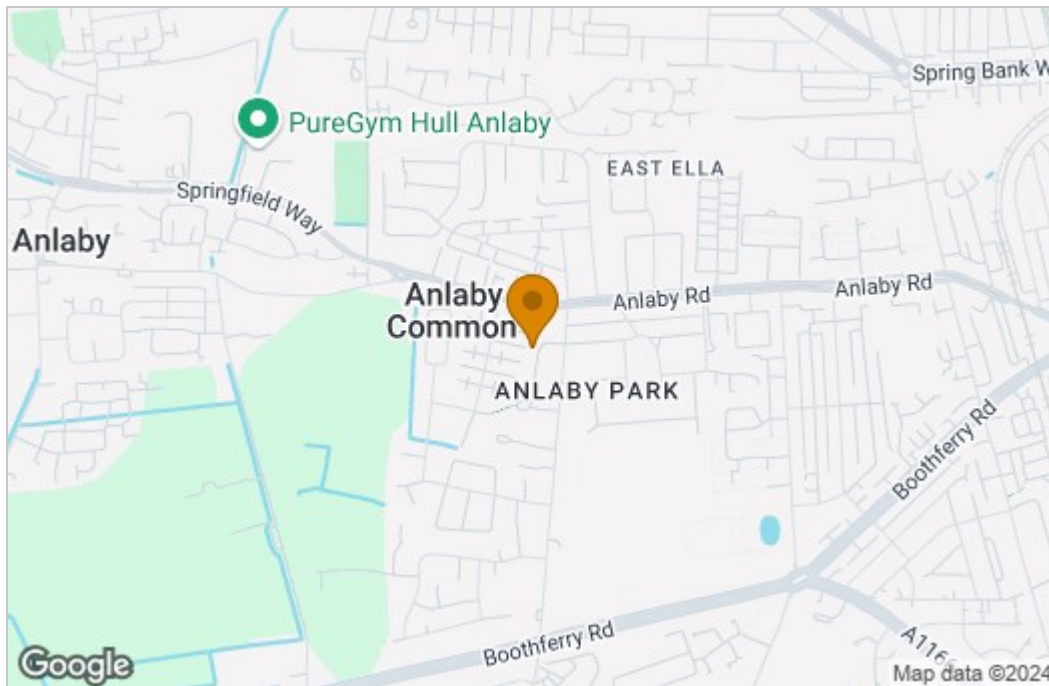 Spring Bank W
PureGym Hull Anlaby
EAST ELLA
Springfield Way
Anlaby
Anlaby Rd
Anlaby Rd
Anlaby
Common
ANLABY PARK
Boothferry Rd
Boothferry Rd
A116
Google
Map data ©2024